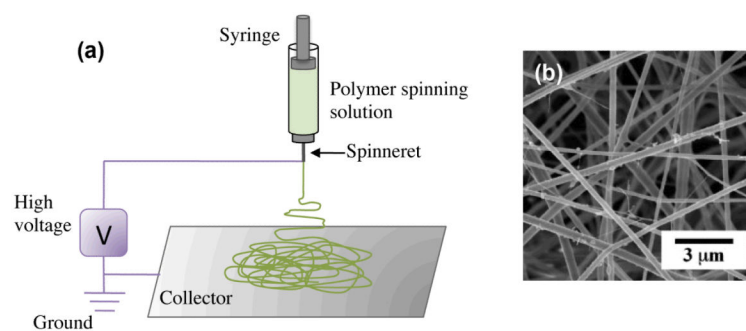 (a)
Syringe
Polymer spinning
solution
Spinneret
High
voltage
V
Collector
Ground
(b)
3 μm